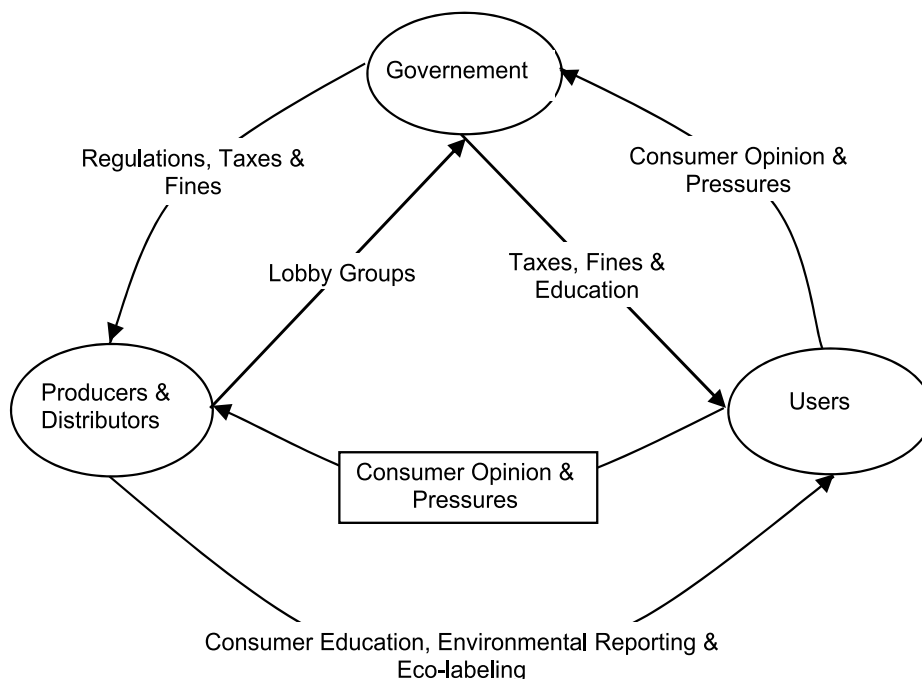 Governement
Regulations, Taxes &
Fines
Consumer Opinion &
Pressures
Lobby Groups
Taxes, Fines &
Education
Producers &
Distributors
Users
Consumer Opinion &
Pressures
Consumer Education, Environmental Reporting &
Eco-labeling